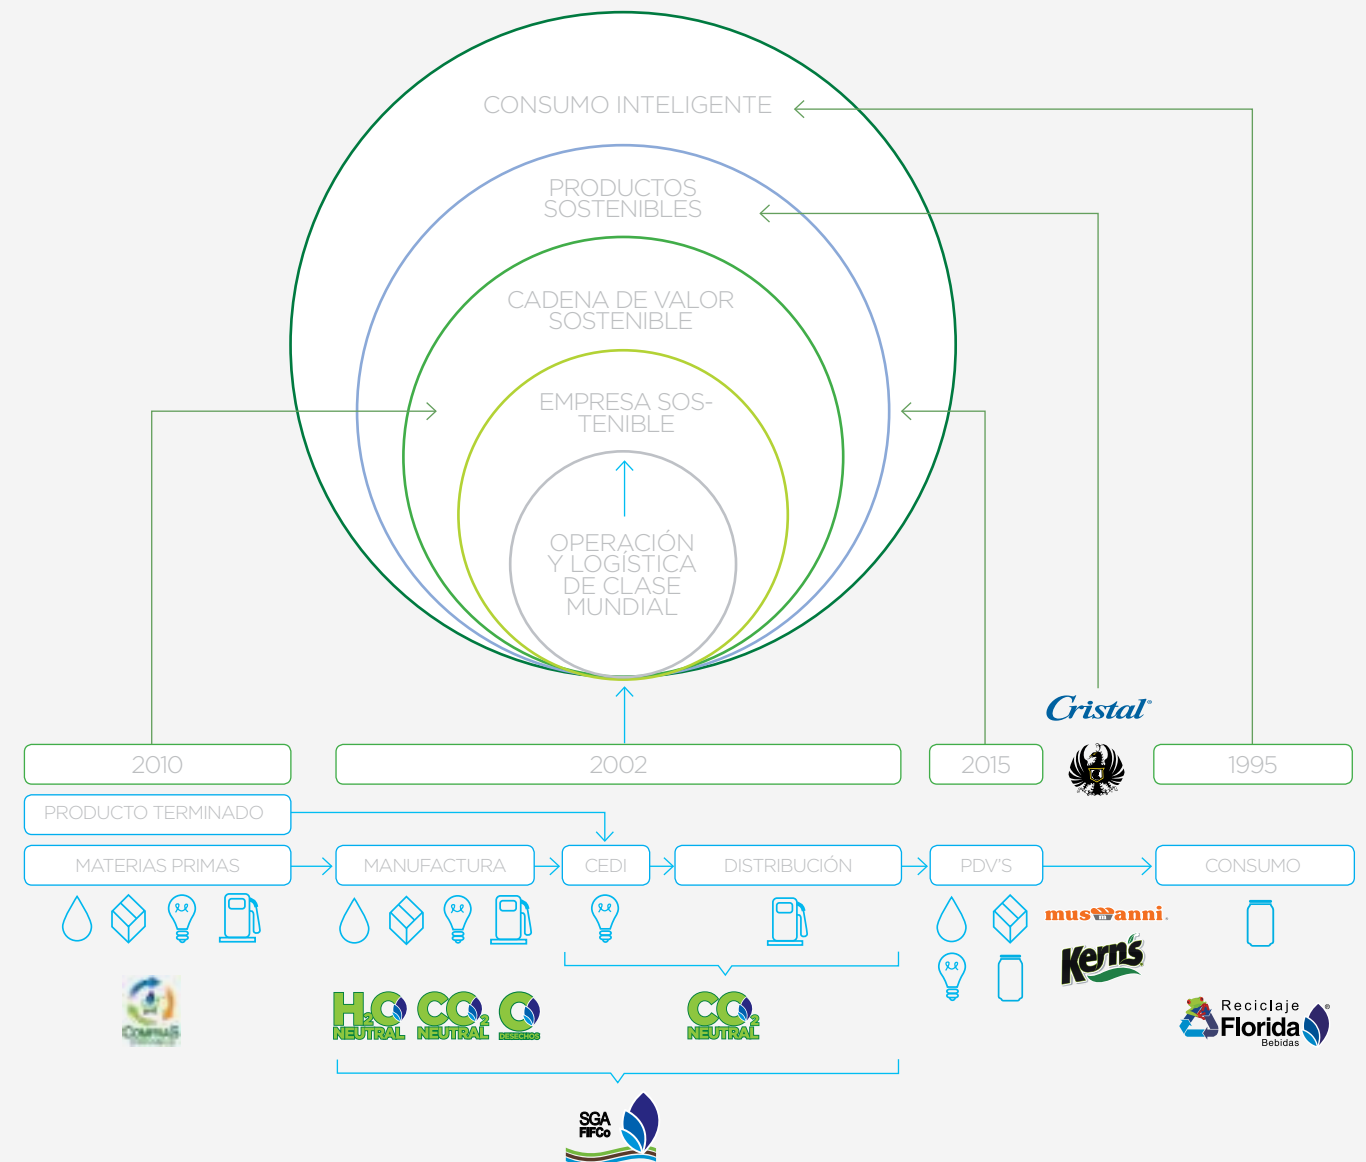 CONSUMO INTELIGENTE
PRODUCTOS
SOSTENIBLES
CADENA DE VALOR
SOSTENIBLE
EMPRESA SOS-
TENIBLE
OPERACIÓN
Y LOGÍSTICA
DE CLASE
MUNDIAL
Cristal®
2010
2002
2015
1995
PRODUCTO TERMINADO
MATERIAS PRIMAS
MANUFACTURA
CEDI
DISTRIBUCIÓN
PDV'S
CONSUMO
musmanni
Kern's
COMPRAS
H2O
NEUTRAL
CO2
NEUTRAL
O
DESECHOS
CO2
NEUTRAL
Reciclaje
Florida®
Bebidas
SGA
FIFCo